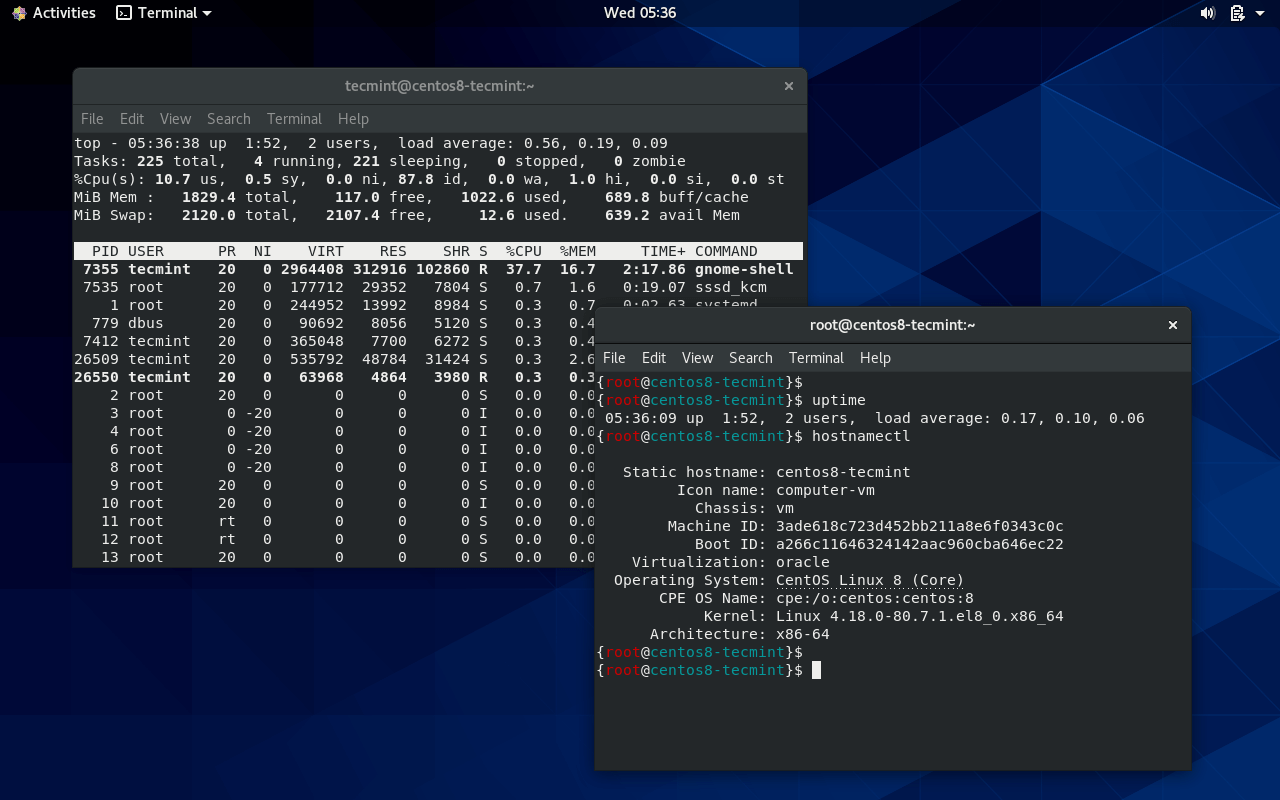 Activities Terminal Wed 05:36
tecmint@centos8-tecmint:~
File Edit View Search Terminal Help
top - 05:36:38 up  1:52,  2 users,  load average: 0.56, 0.19, 0.09
Tasks: 225 total,   4 running, 221 sleeping,   0 stopped,   0 zombie
%Cpu(s): 10.7 us,  0.5 sy,  0.0 ni, 87.8 id,  0.0 wa,  1.0 hi,  0.0 si,  0.0 st
MiB Mem :   1829.4 total,    117.0 free,   1022.6 used,    689.8 buff/cache
MiB Swap:   2120.0 total,   2107.4 free,     12.6 used.    639.2 avail Mem
PID USER PR NI VIRT RES SHR S %CPU %MEM TIME+ COMMAND
7355 tecmint 20 0 2964408 312916 102860 R 37.7 16.7 2:17.86 gnome-shell
7535 root 20 0 177712 29352 7804 S 0.7 1.6 0:19.07 sssd_kcm
1 root 20 0 244952 13992 8984 S 0.3 0.7 0:02.63 systemd
779 dbus 20 0 90692 8056 5120 S 0.3 0.4
7412 tecmint 20 0 365048 7700 6272 S 0.3 0.4
26509 tecmint 20 0 535792 48784 31424 S 0.3 2.6
26550 tecmint 20 0 63968 4864 3980 R 0.3 0.3
2 root 20 0 0 0 0 S 0.0 0.0
3 root 0 -20 0 0 0 I 0.0 0.0
4 root 0 -20 0 0 0 I 0.0 0.0
6 root 0 -20 0 0 0 I 0.0 0.0
8 root 0 -20 0 0 0 I 0.0 0.0
9 root 20 0 0 0 0 S 0.0 0.0
10 root 20 0 0 0 0 I 0.0 0.0
11 root rt 0 0 0 0 S 0.0 0.0
12 root rt 0 0 0 0 S 0.0 0.0
13 root 20 0 0 0 0 S 0.0 0.0
root@centos8-tecmint:~
File Edit View Search Terminal Help
{root@centos8-tecmint}$
{root@centos8-tecmint}$ uptime
05:36:09 up  1:52,  2 users,  load average: 0.17, 0.10, 0.06
{root@centos8-tecmint}$ hostnamectl
Static hostname: centos8-tecmint
Icon name: computer-vm
Chassis: vm
Machine ID: 3ade618c723d452bb211a8e6f0343c0c
Boot ID: a266c11646324142aac960cba646ec22
Virtualization: oracle
Operating System: CentOS Linux 8 (Core)
CPE OS Name: cpe:/o:centos:centos:8
Kernel: Linux 4.18.0-80.7.1.el8_0.x86_64
Architecture: x86-64
{root@centos8-tecmint}$
{root@centos8-tecmint}$